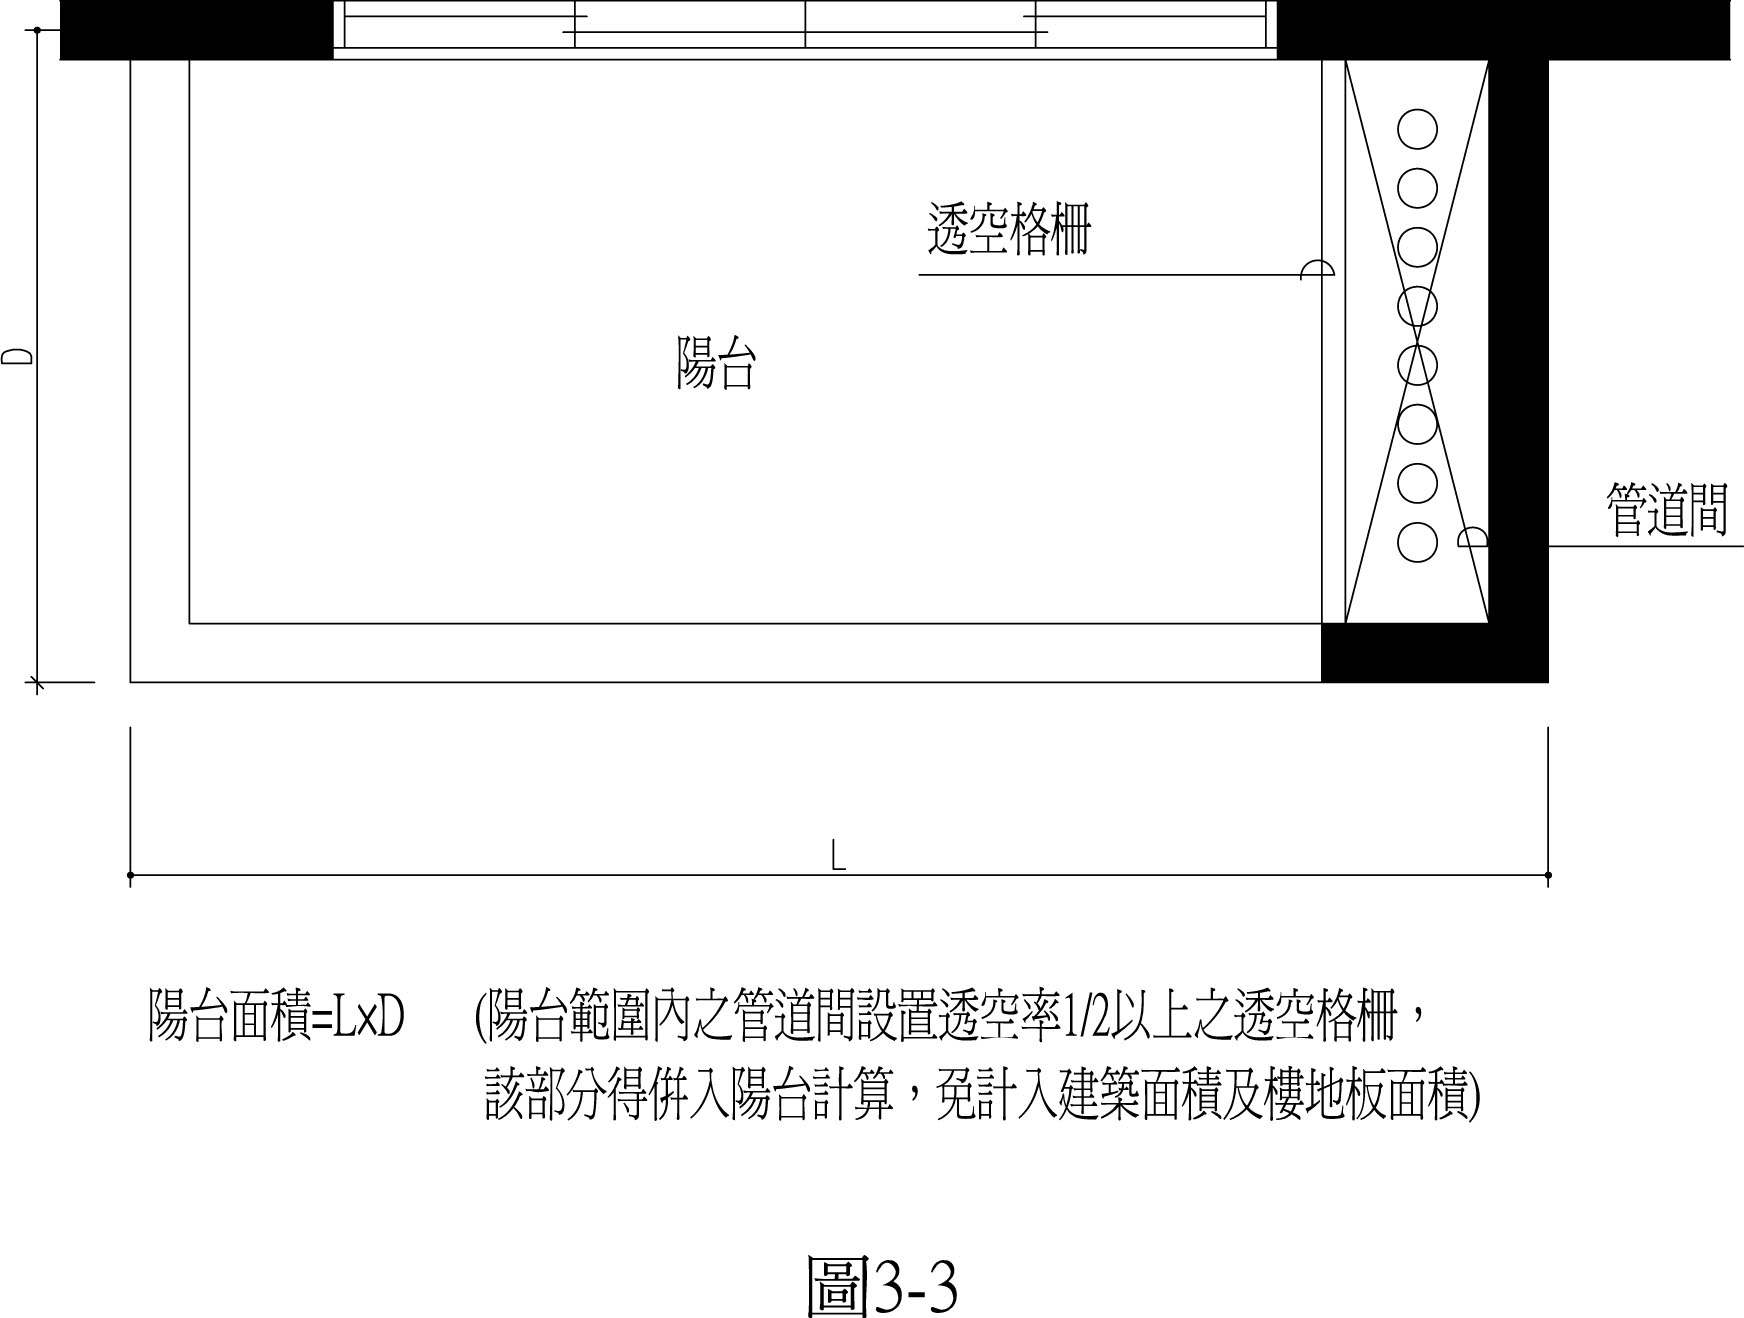 透空格柵
陽台
D
管道間
L
陽台面積=LxD (陽台範圍內之管道間設置透空率1/2以上之透空格柵，
該部分得併入陽台計算，免計入建築面積及樓地板面積)
圖3-3